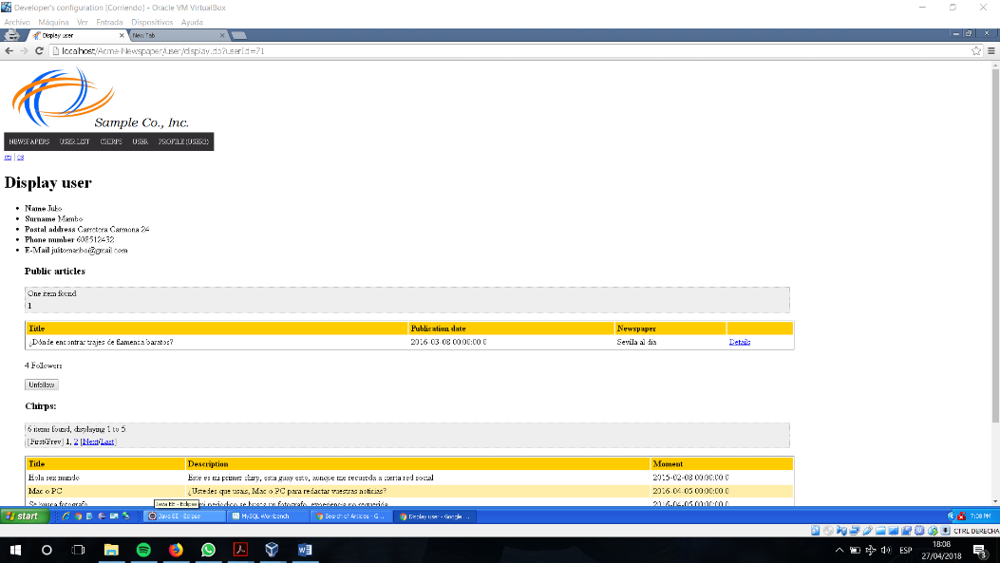 Developer's configuration [Corriendo] - Oracle VM VirtualBox
Archivo Máquina Ver Entrada Dispositivos Ayuda
Display user
New Tab
localhost/Acme-Newspaper/user/display.do?userId=71
Sample Co., Inc.
NEWSPAPERS USER LIST CHIRPS USER PROFILE (USER2)
en | es
Display user
Name Julio
Surname Mambo
Postal address Carretera Carmona 24
Phone number 608512432
E-Mail
Public articles
One item found.
1
Title Publication date Newspaper
¿Dónde encontrar trajes de flamenca baratos? 2016-03-08 00:00:00.0 Sevilla al dia Details
4 Followers
Unfollow
Chirps:
6 items found, displaying 1 to 5.
[First/Prev] 1, 2 [Next/Last]
Title Description Moment
Hola sex mundo Este es mi primer chirp, esta guay esto, aunque me recuerda a cierta red social 2015-02-08 00:00:00.0
Mac o PC ¿Ustedes que usais, Mac o PC para redactar vuestras noticias? 2016-04-05 00:00:00.0
Se busca fotografo mi periodico se busca un fotografo, experiencia no requerida 2016-04-05 00:00:00.0
Java EE - Eclipse
start Java EE - Eclipse MySQL Workbench Search of Articles - G... Display user - Google ... 7:08 PM
CTRL DERECHA
ESP 18:08
27/04/2018
3